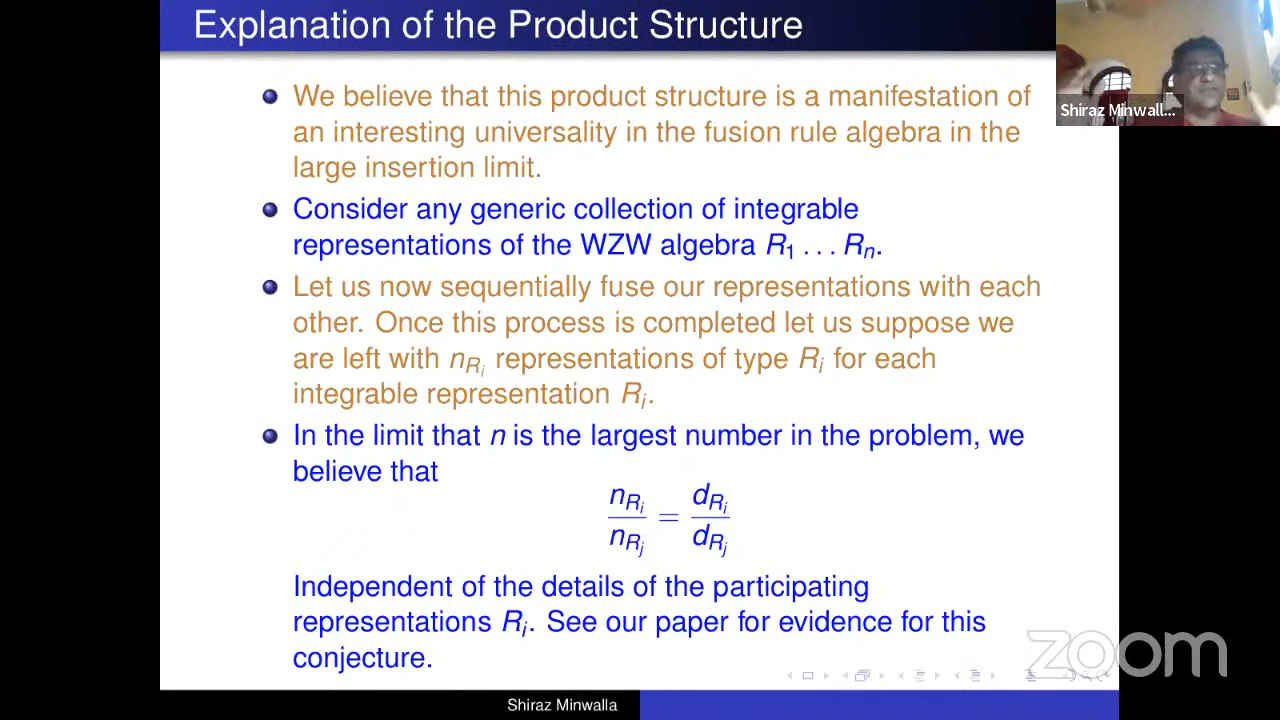 Explanation of the Product Structure
We believe that this product structure is a manifestation of
an interesting universality in the fusion rule algebra in the
large insertion limit.
Consider any generic collection of integrable
representations of the WZW algebra R₁ … Rₙ.
Let us now sequentially fuse our representations with each
other. Once this process is completed let us suppose we
are left with n_{R_i} representations of type R_i for each
integrable representation R_i.
In the limit that n is the largest number in the problem, we
believe that
n_{R_i}/n_{R_j} = d_{R_i}/d_{R_j}
Independent of the details of the participating
representations R_i. See our paper for evidence for this
conjecture.
Shiraz Minwalla
Shiraz Minwall...
zoom